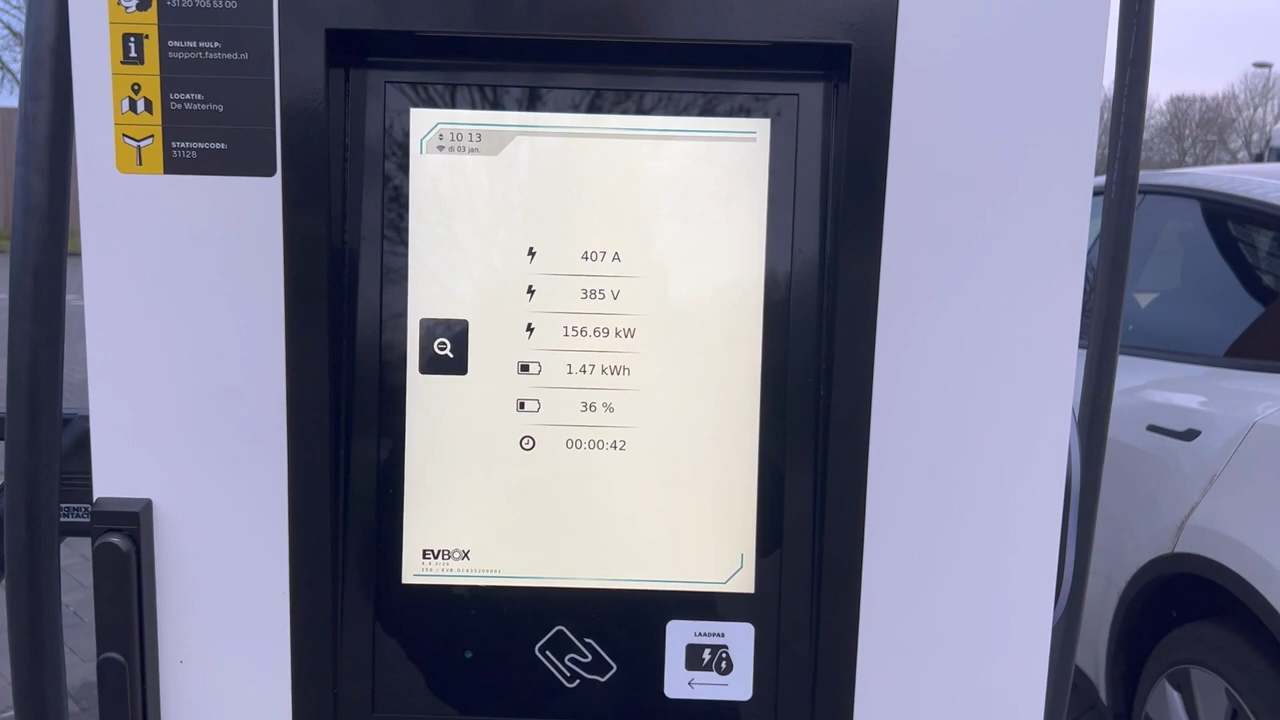 +31 20 705 53 00
ONLINE HULP:
support.fastned.nl
LOCATIE:
De Watering
STATIONCODE:
31128
10 13
di 03 jan.
407 A
385 V
156.69 kW
1.47 kWh
36 %
00:00:42
EVBOX
LAADPAS